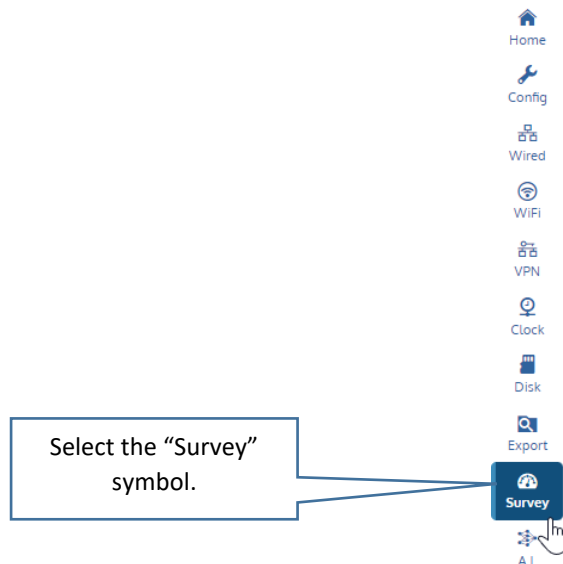 Home
Config
Wired
WiFi
VPN
Clock
Disk
Export
Select the “Survey”
symbol.
Survey
A.I.